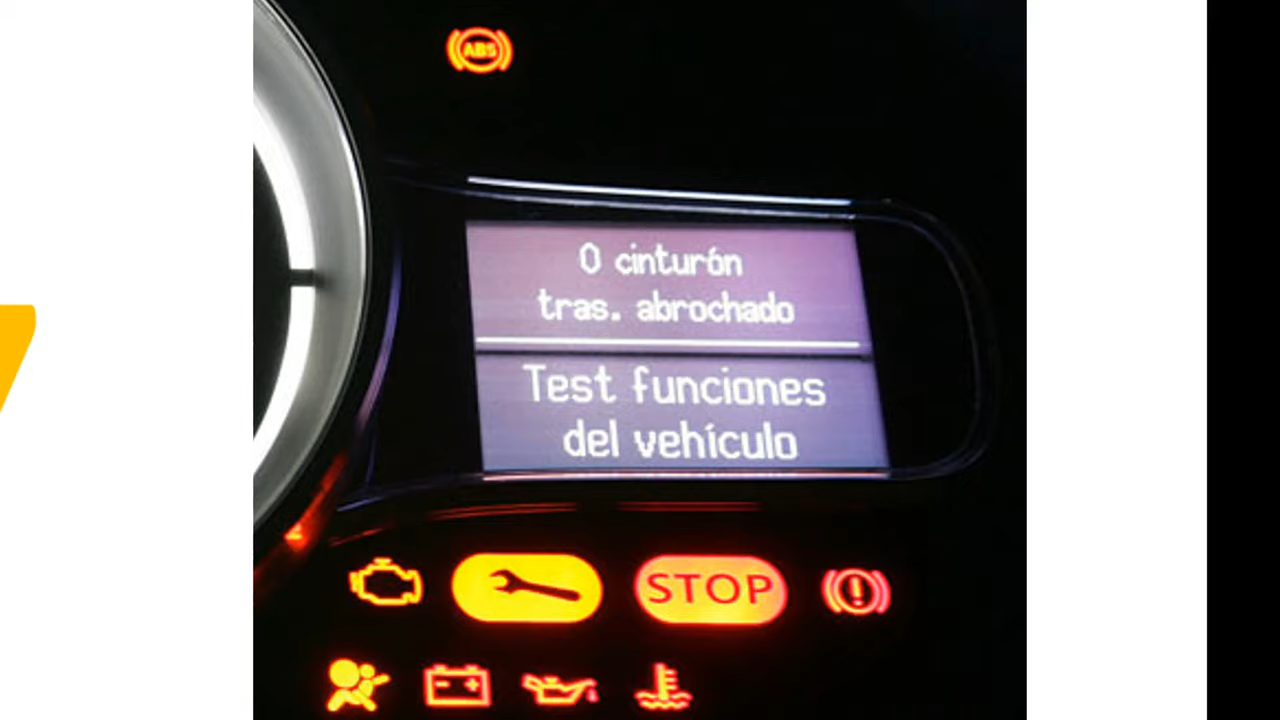 ABS
0 cinturón
tras. abrochado
Test funciones
del vehículo
STOP